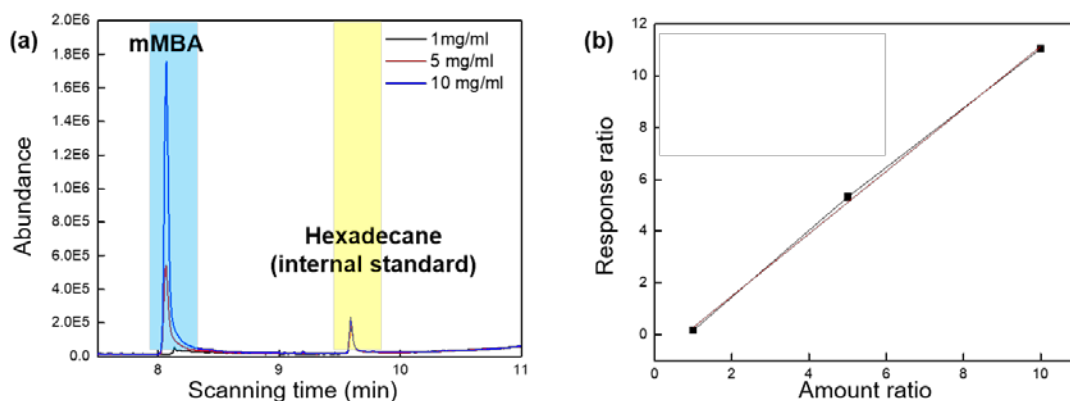 (a)
2.0E6
1.8E6
1.6E6
1.4E6
1.2E6
1.0E6
8.0E5
6.0E5
4.0E5
2.0E5
0.0
Abundance
mMBA
1mg/ml
5 mg/ml
10 mg/ml
Hexadecane
(internal standard)
8 9 10 11
Scanning time (min)
(b)
12
10
8
6
4
2
0
Response ratio
0 2 4 6 8 10
Amount ratio